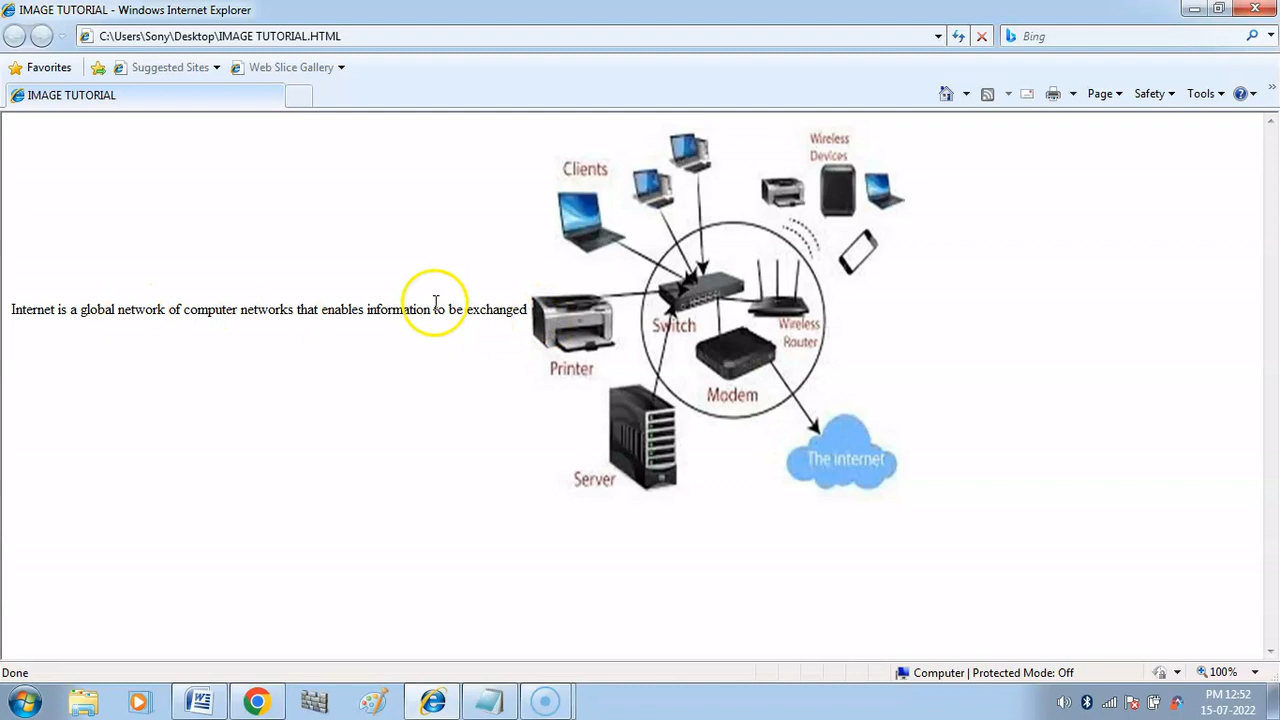 IMAGE TUTORIAL - Windows Internet Explorer
C:\Users\Sony\Desktop\IMAGE TUTORIAL.HTML
Bing
Favorites
Suggested Sites
Web Slice Gallery
IMAGE TUTORIAL
Page
Safety
Tools
»
Clients
Wireless
Devices
Internet is a global network of computer networks that enables information to be exchanged
Switch
Wireless
Router
Printer
Modem
Server
The internet
Done
Computer | Protected Mode: Off
100%
PM 12:52
15-07-2022